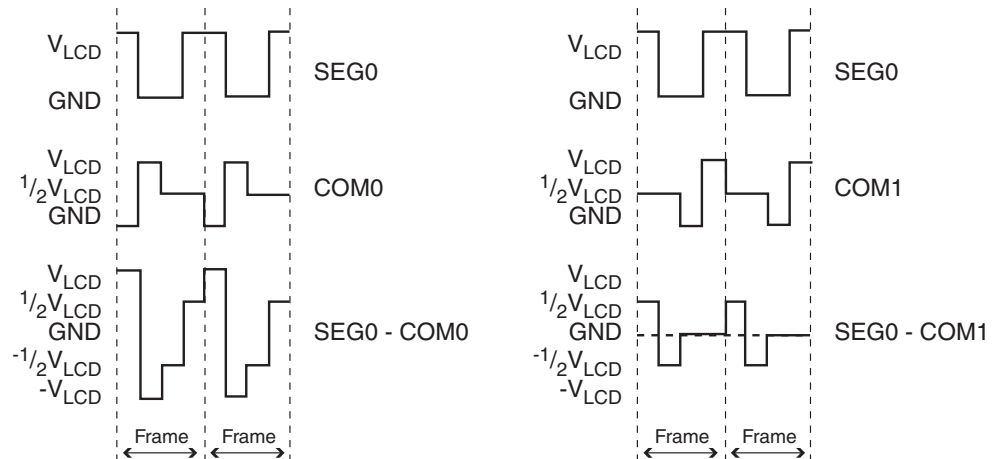 V_LCD
GND
SEG0
V_LCD
1/2V_LCD
GND
COM0
V_LCD
1/2V_LCD
GND
-1/2V_LCD
-V_LCD
SEG0 - COM0
Frame
Frame
V_LCD
GND
SEG0
V_LCD
1/2V_LCD
GND
COM1
V_LCD
1/2V_LCD
GND
-1/2V_LCD
-V_LCD
SEG0 - COM1
Frame
Frame